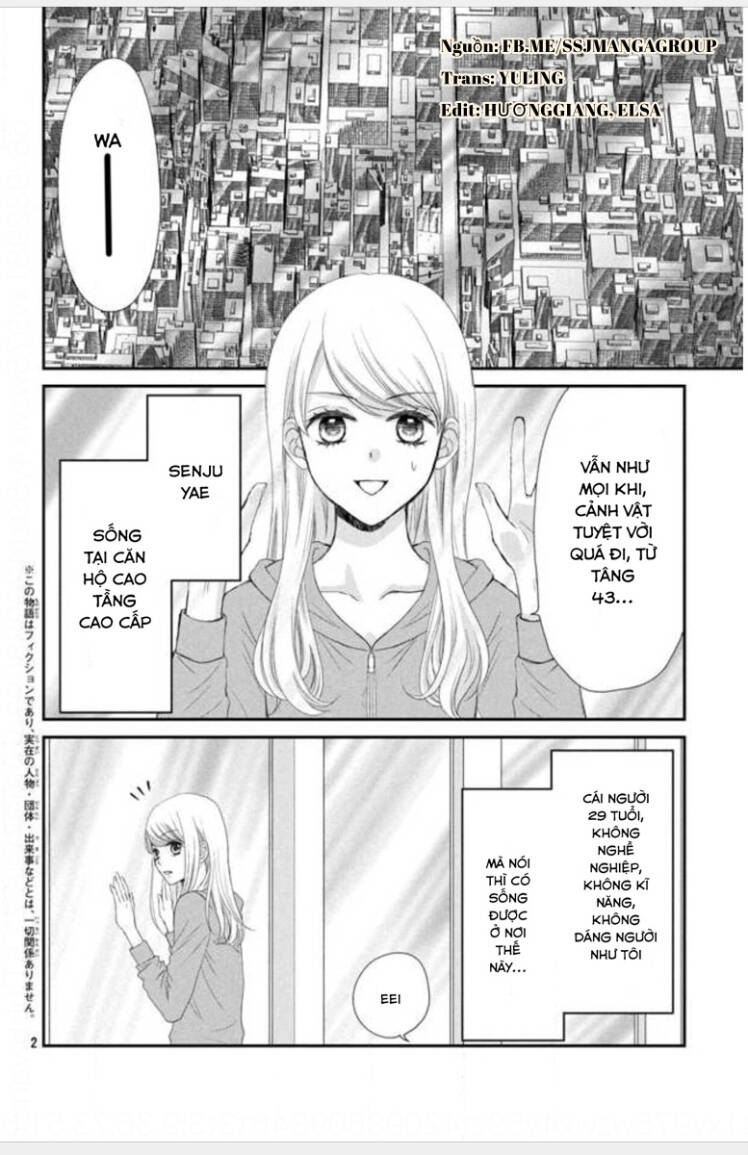 Nguồn: FB.ME/SSJMANGAGROUP
Trans: YULING
Edit: HƯƠNGGIANG, ELSA
WA
VẪN NHƯ
MỌI KHI,
CẢNH VẬT
TUYỆT VỜI
QUÁ ĐI, TỪ
TẦNG
43...
SENJU
YAE
SỐNG
TẠI CĂN
HỘ CAO
TẦNG
CAO CẤP
CÁI NGƯỜI
29 TUỔI,
KHÔNG
NGHỀ
NGHIỆP,
KHÔNG KĨ
NĂNG,
KHÔNG
DÁNG NGƯỜI
NHƯ TÔI
MÀ NÓI
THÌ CÓ
SỐNG
ĐƯỢC
Ở NƠI
THẾ
NÀY...
EEI
※この物語はフィクションであり、実在の人物・団体・出来事などとは、一切関係ありません。
2